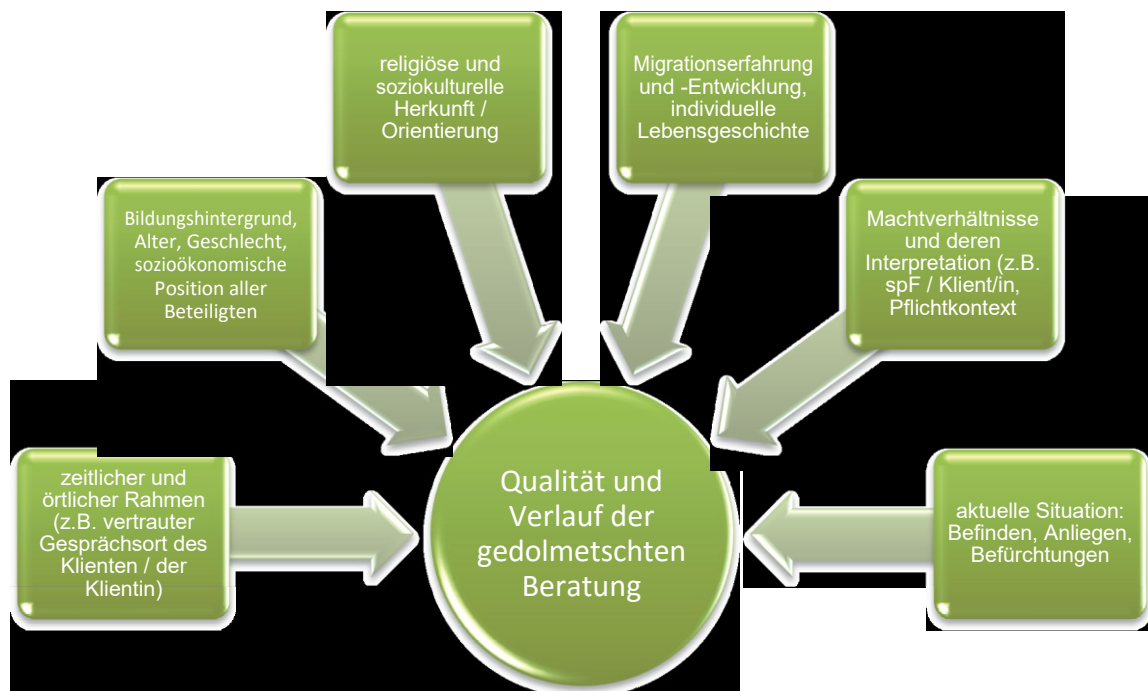 religiöse und
soziokulturelle
Herkunft /
Orientierung
Migrationserfahrung
und -Entwicklung,
individuelle
Lebensgeschichte
Bildungshintergrund,
Alter, Geschlecht,
sozioökonomische
Position aller
Beteiligten
Machtverhältnisse
und deren
Interpretation (z.B.
spF / Klient/in,
Pflichtkontext
zeitlicher und
örtlicher Rahmen
(z.B. vertrauter
Gesprächsort des
Klienten / der
Klientin)
Qualität und
Verlauf der
gedolmetschten
Beratung
aktuelle Situation:
Befinden, Anliegen,
Befürchtungen